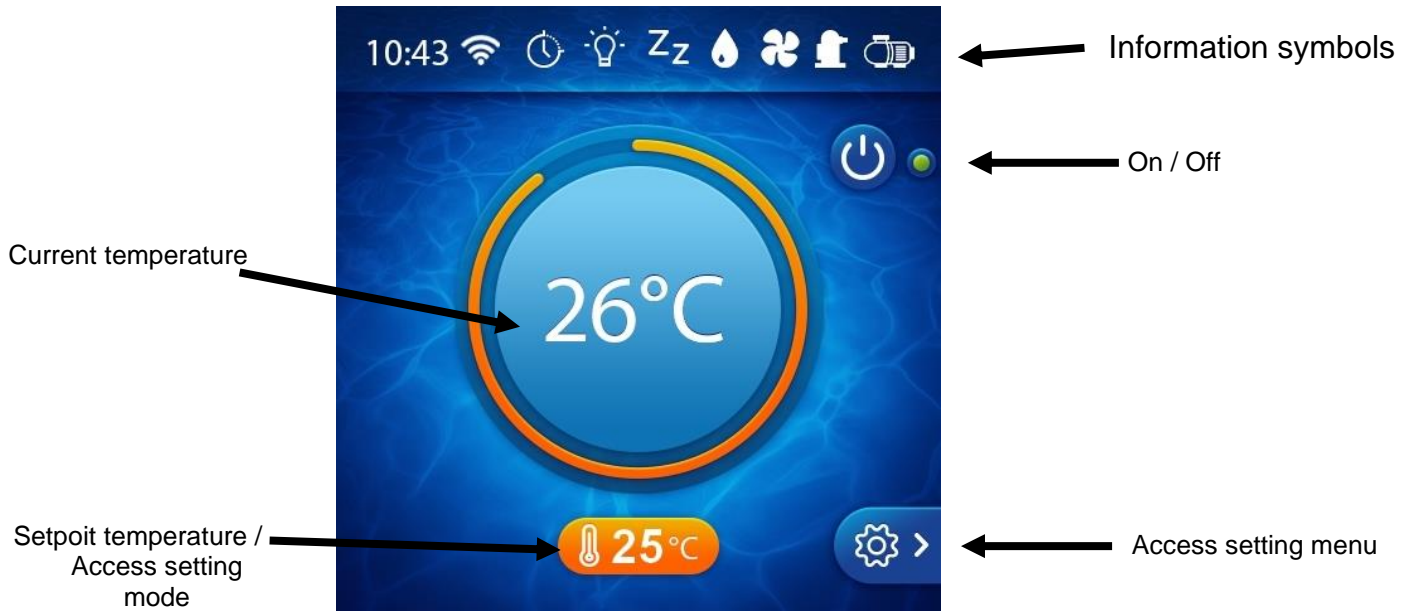 10:43 Zz
Information symbols
On / Off
Current temperature
26°C
Setpoit temperature /
Access setting
mode
25°C
Access setting menu